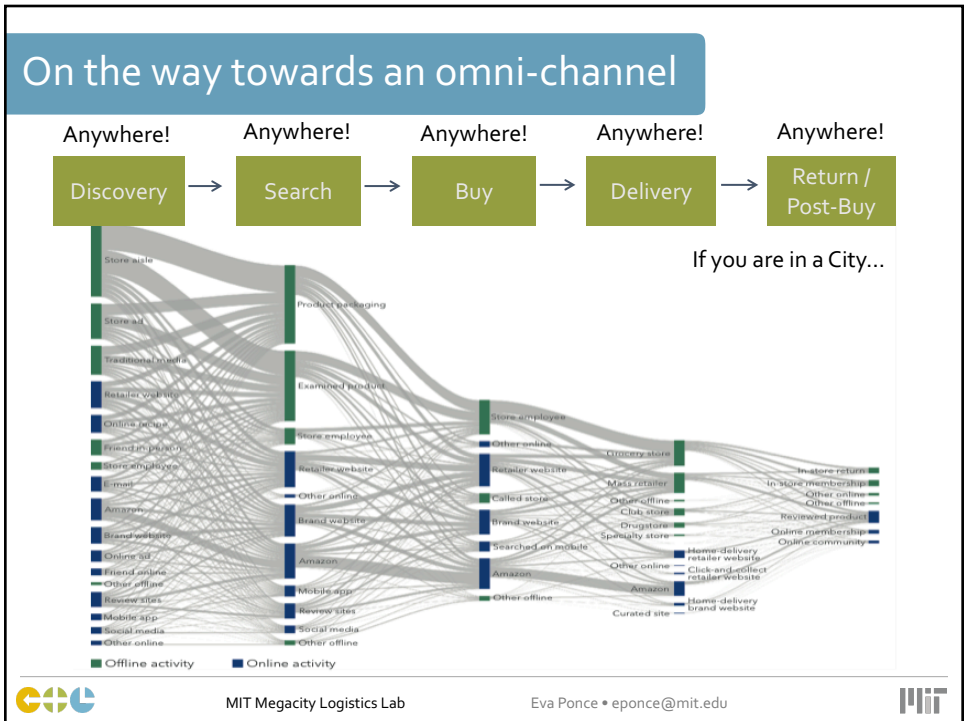 On the way towards an omni-channel
Anywhere!
Anywhere!
Anywhere!
Anywhere!
Anywhere!
Discovery
Search
Buy
Delivery
Return /
Post-Buy
If you are in a City...
Store aisle
Store ad
Traditional media
Retailer website
Online recipe
Friend in person
Store employee
E-mail
Amazon
Brand website
Online ad
Friend online
Other offline
Review sites
Mobile app
Social media
Other online
Product packaging
Examined product
Store employee
Retailer website
Other online
Brand website
Amazon
Mobile app
Review sites
Social media
Other offline
Store employee
Other online
Retailer website
Called store
Brand website
Searched on mobile
Amazon
Other offline
Grocery store
Mass retailer
Other offline
Club store
Drugstore
Specialty store
Home-delivery
retailer website
Other online
Click-and-collect
retailer website
Amazon
Home-delivery
brand website
Curated site
In-store return
In-store membership
Other online
Other offline
Reviewed product
Online membership
Online community
Offline activity
Online activity
MIT Megacity Logistics Lab
Eva Ponce • eponce@mit.edu
MIT